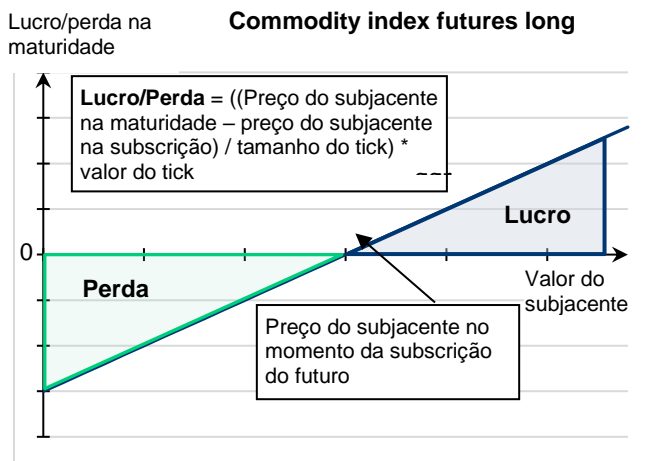 Lucro/perda na
maturidade
Commodity index futures long
Lucro/Perda = ((Preço do subjacente
na maturidade – preço do subjacente
na subscrição) / tamanho do tick) *
valor do tick
Lucro
0
Perda
Valor do
subjacente
Preço do subjacente no
momento da subscrição
do futuro